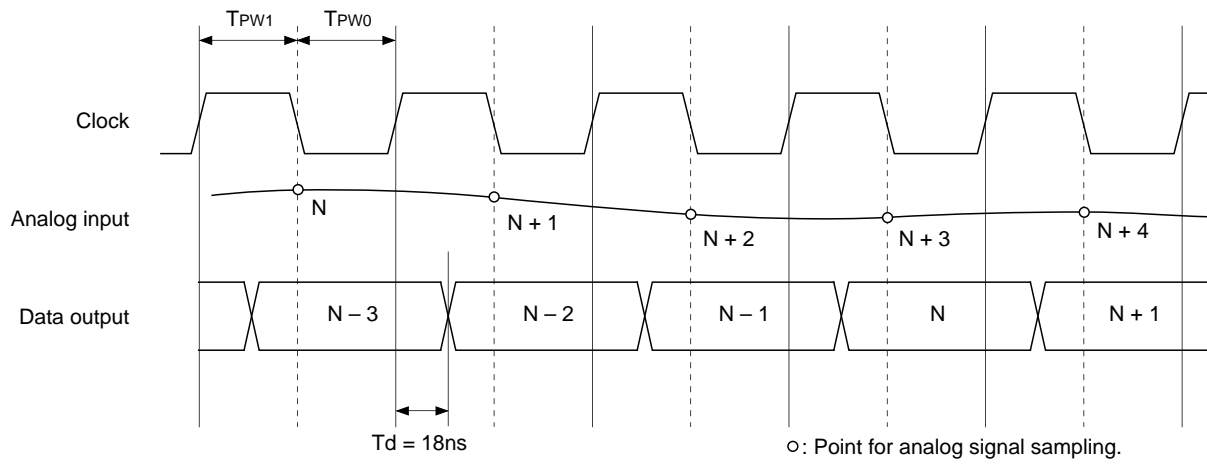 TPW1 TPW0
Clock
Analog input
N
N + 1
N + 2
N + 3
N + 4
Data output
N – 3
N – 2
N – 1
N
N + 1
Td = 18ns
: Point for analog signal sampling.